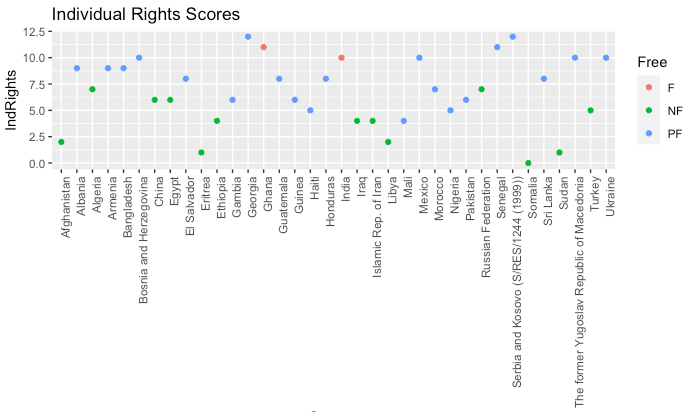 Individual Rights Scores
IndRights
12.5
10.0
7.5
5.0
2.5
0.0
Afghanistan
Albania
Algeria
Armenia
Bangladesh
Bosnia and Herzegovina
China
Egypt
El Salvador
Eritrea
Ethiopia
Gambia
Georgia
Ghana
Guatemala
Guinea
Haiti
Honduras
India
Iraq
Islamic Rep. of Iran
Libya
Mali
Mexico
Morocco
Nigeria
Pakistan
Russian Federation
Senegal
Serbia and Kosovo (S/RES/1244 (1999))
Somalia
Sri Lanka
Sudan
The former Yugoslav Republic of Macedonia
Turkey
Ukraine
Free
F
NF
PF